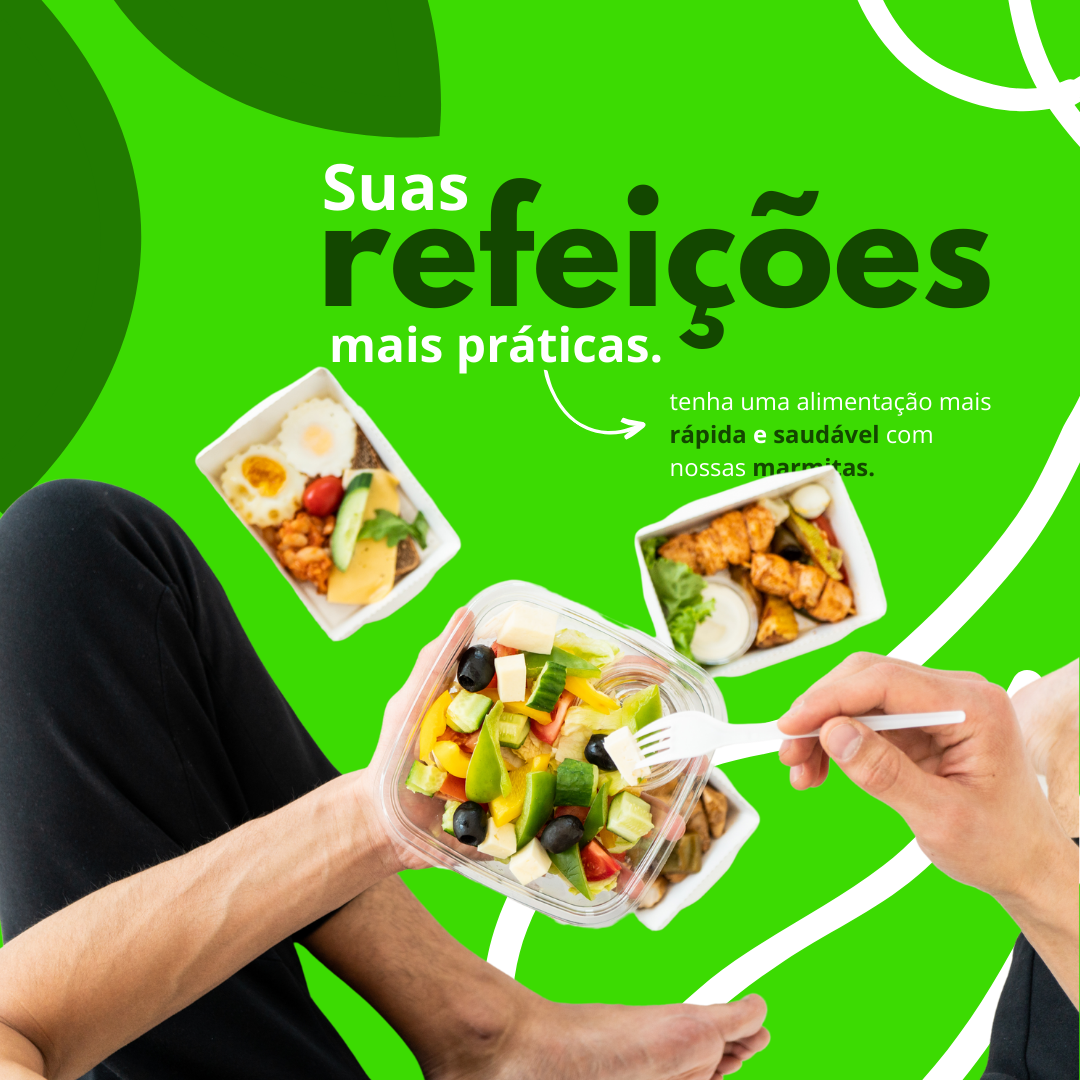 Suas
refeições
mais práticas.
tenha uma alimentação mais
rápida e saudável com
nossas marmitas.